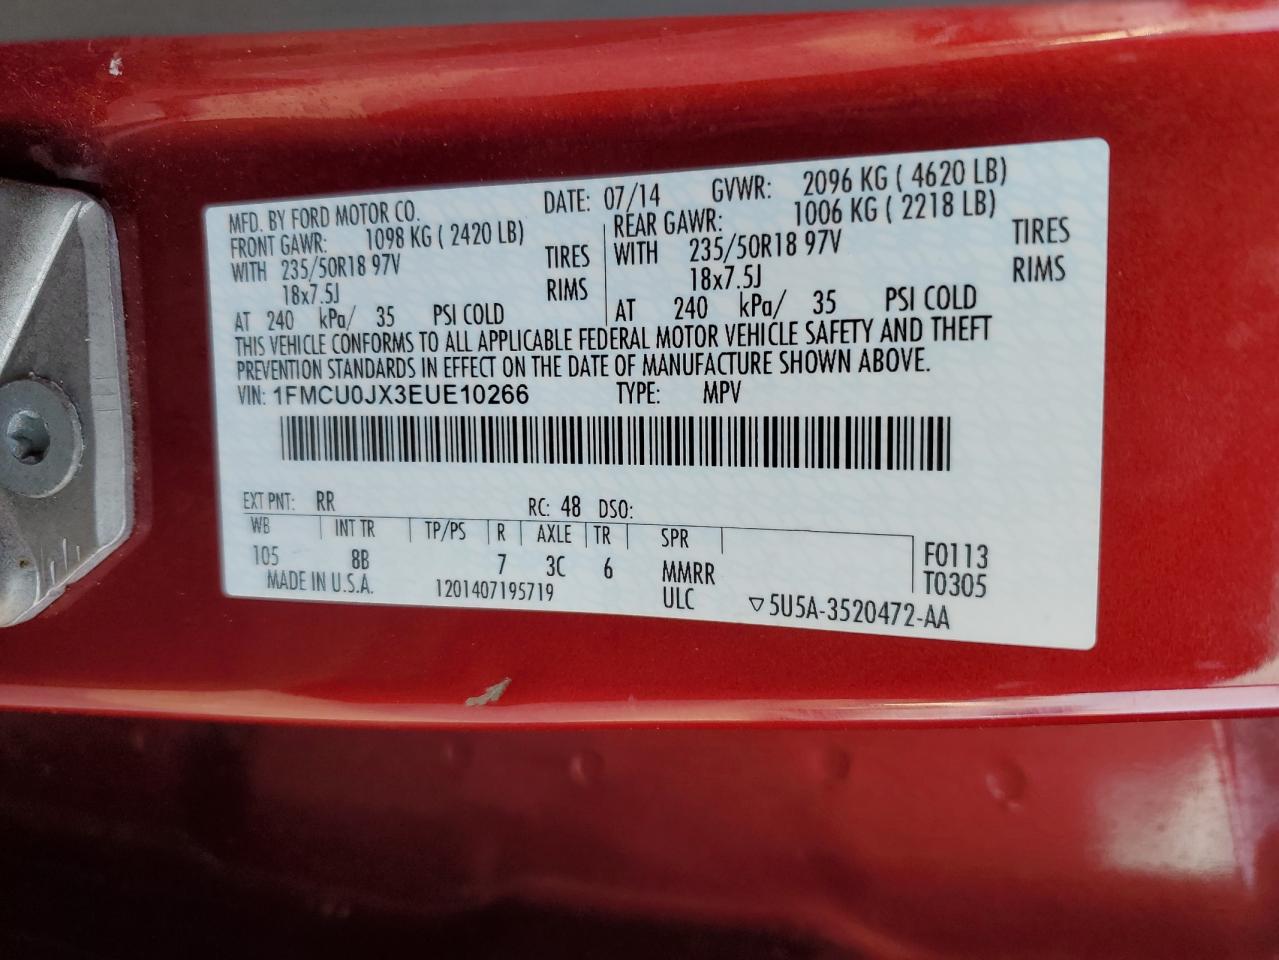 MFD. BY FORD MOTOR CO. DATE: 07/14 GVWR: 2096 KG ( 4620 LB)
FRONT GAWR: 1098 KG ( 2420 LB) REAR GAWR: 1006 KG ( 2218 LB)
WITH 235/50R18 97V TIRES WITH 235/50R18 97V TIRES
18x7.5J RIMS 18x7.5J RIMS
AT 240 kPa/ 35 PSI COLD AT 240 kPa/ 35 PSI COLD
THIS VEHICLE CONFORMS TO ALL APPLICABLE FEDERAL MOTOR VEHICLE SAFETY AND THEFT
PREVENTION STANDARDS IN EFFECT ON THE DATE OF MANUFACTURE SHOWN ABOVE.
VIN: 1FMCU0JX3EUE10266 TYPE: MPV
EXT PNT: RR RC: 48 DSO:
WB INT TR TP/PS R AXLE TR SPR
105 8B 7 3C 6 MMRR F0113
MADE IN U.S.A. 1201407195719 ULC ▽5U5A-3520472-AA T0305